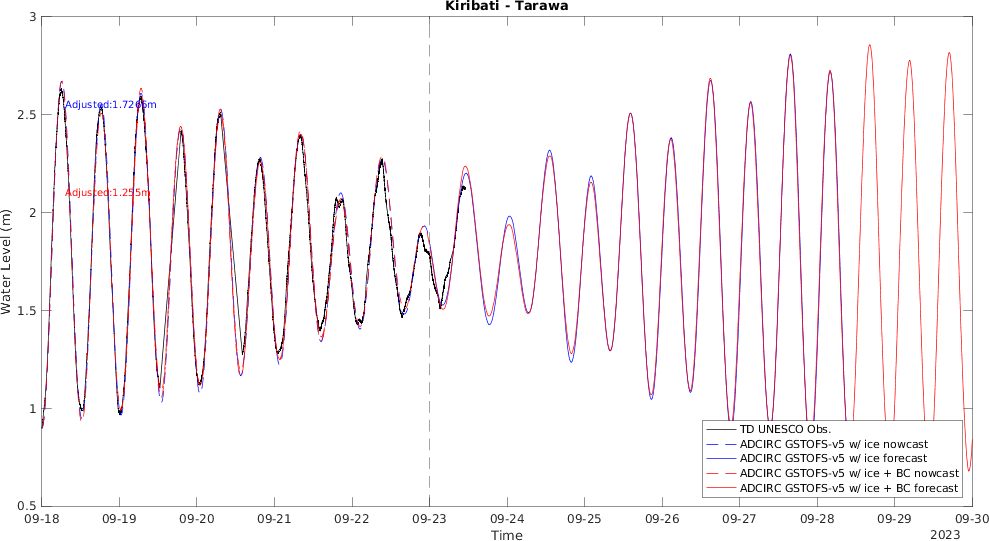 Kiribati - Tarawa
3
2.5
2
1.5
1
0.5
Water Level (m)
Adjusted:1.7265m
Adjusted:1.255m
TD UNESCO Obs.
ADCIRC GSTOFS-v5 w/ ice nowcast
ADCIRC GSTOFS-v5 w/ ice forecast
ADCIRC GSTOFS-v5 w/ ice + BC nowcast
ADCIRC GSTOFS-v5 w/ ice + BC forecast
09-18 09-19 09-20 09-21 09-22 09-23 09-24 09-25 09-26 09-27 09-28 09-29 09-30
Time
2023